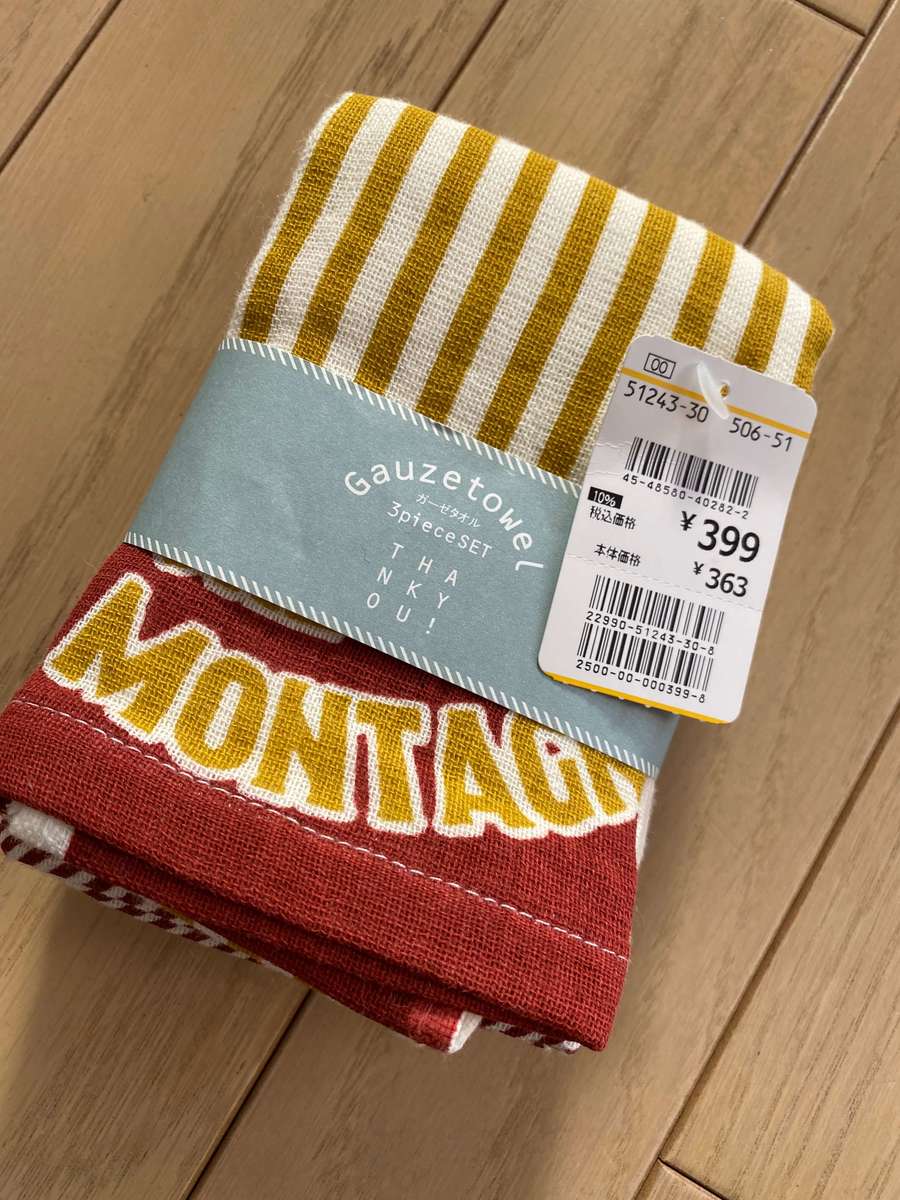 00
51243-30 506-51
45-48580-40282-2
10%
税込価格 ¥399
本体価格 ¥363
22990-51243-30-8
2500-00-000399-8
Gauzetowel
ガーゼタオル
3pieceSET
THA
NKY
OU!
MONTAG